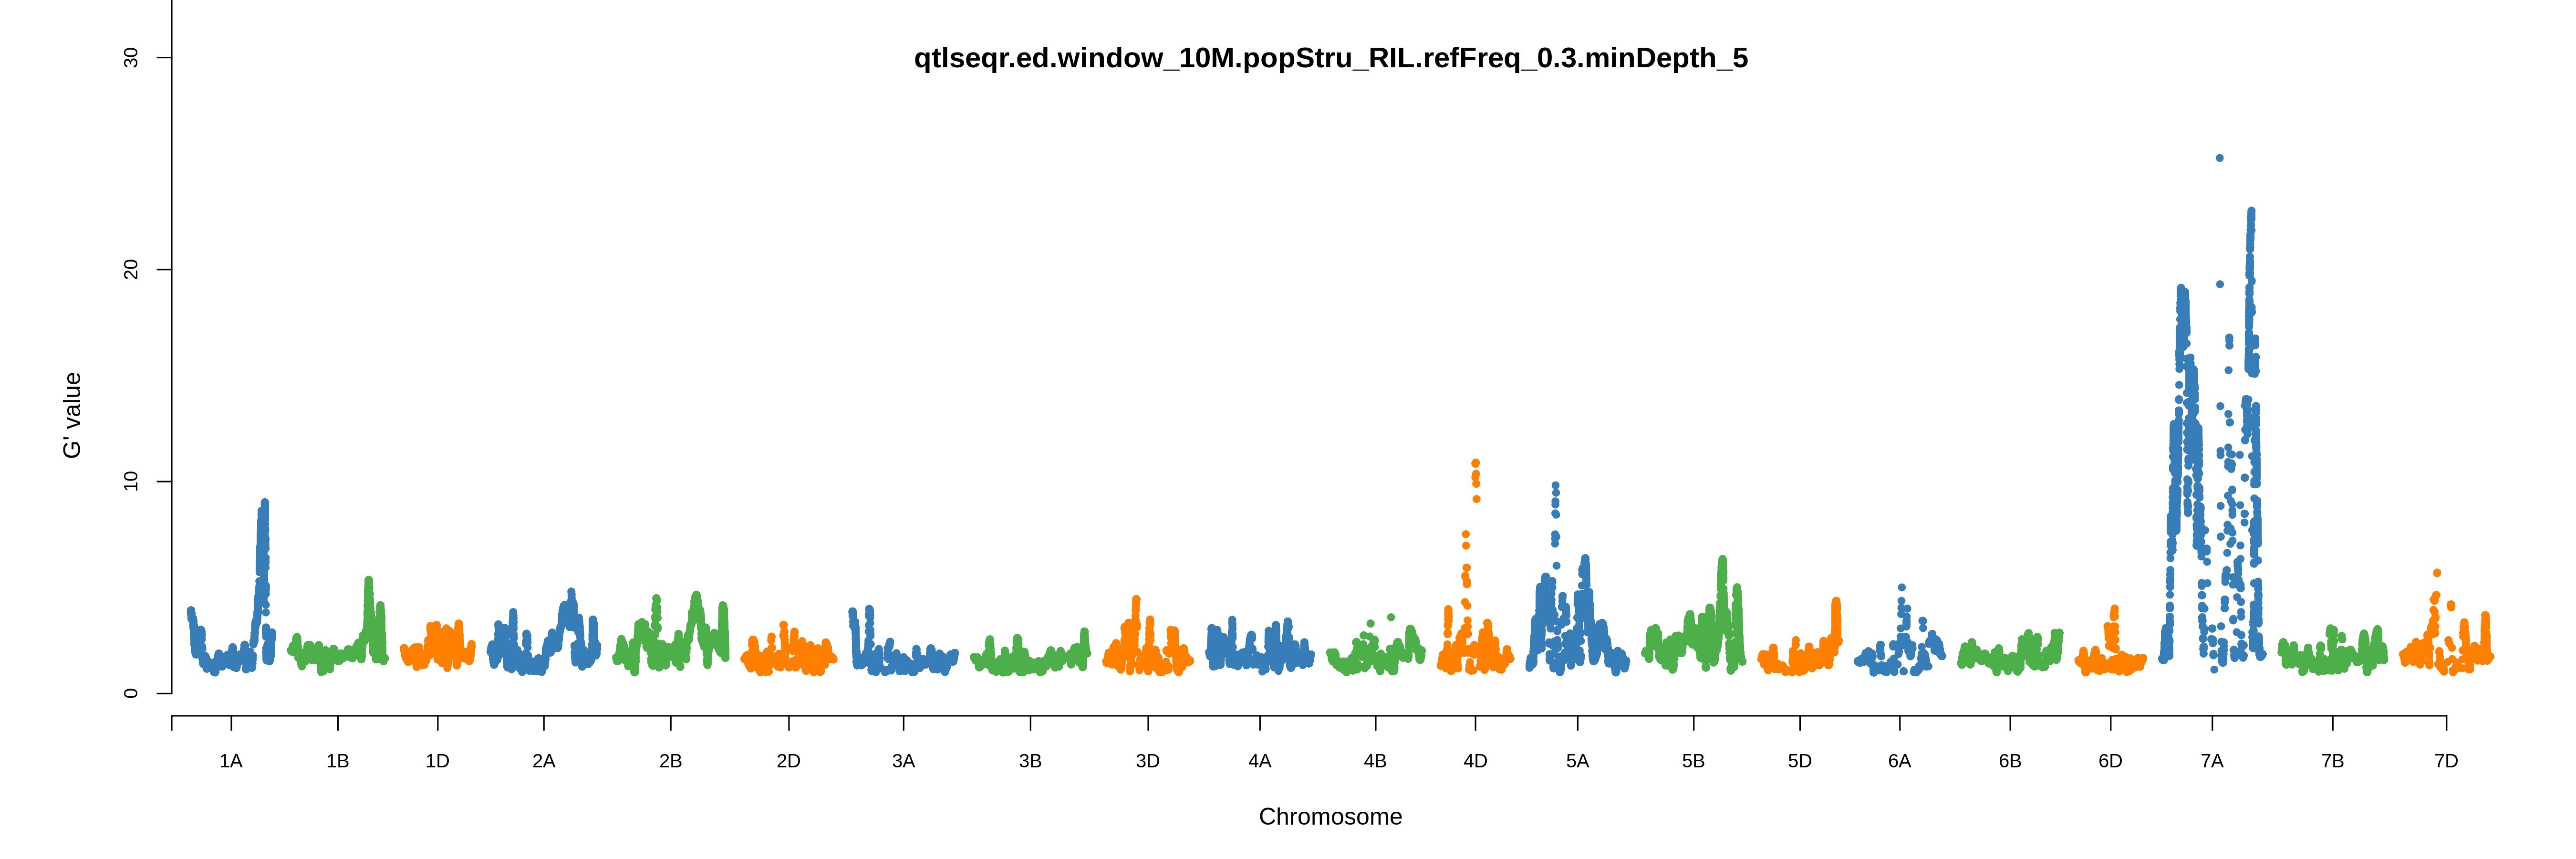 qtlseqr.ed.window_10M.popStru_RIL.refFreq_0.3.minDepth_5
30
20
10
0
G' value
1A 1B 1D 2A 2B 2D 3A 3B 3D 4A 4B 4D 5A 5B 5D 6A 6B 6D 7A 7B 7D
Chromosome